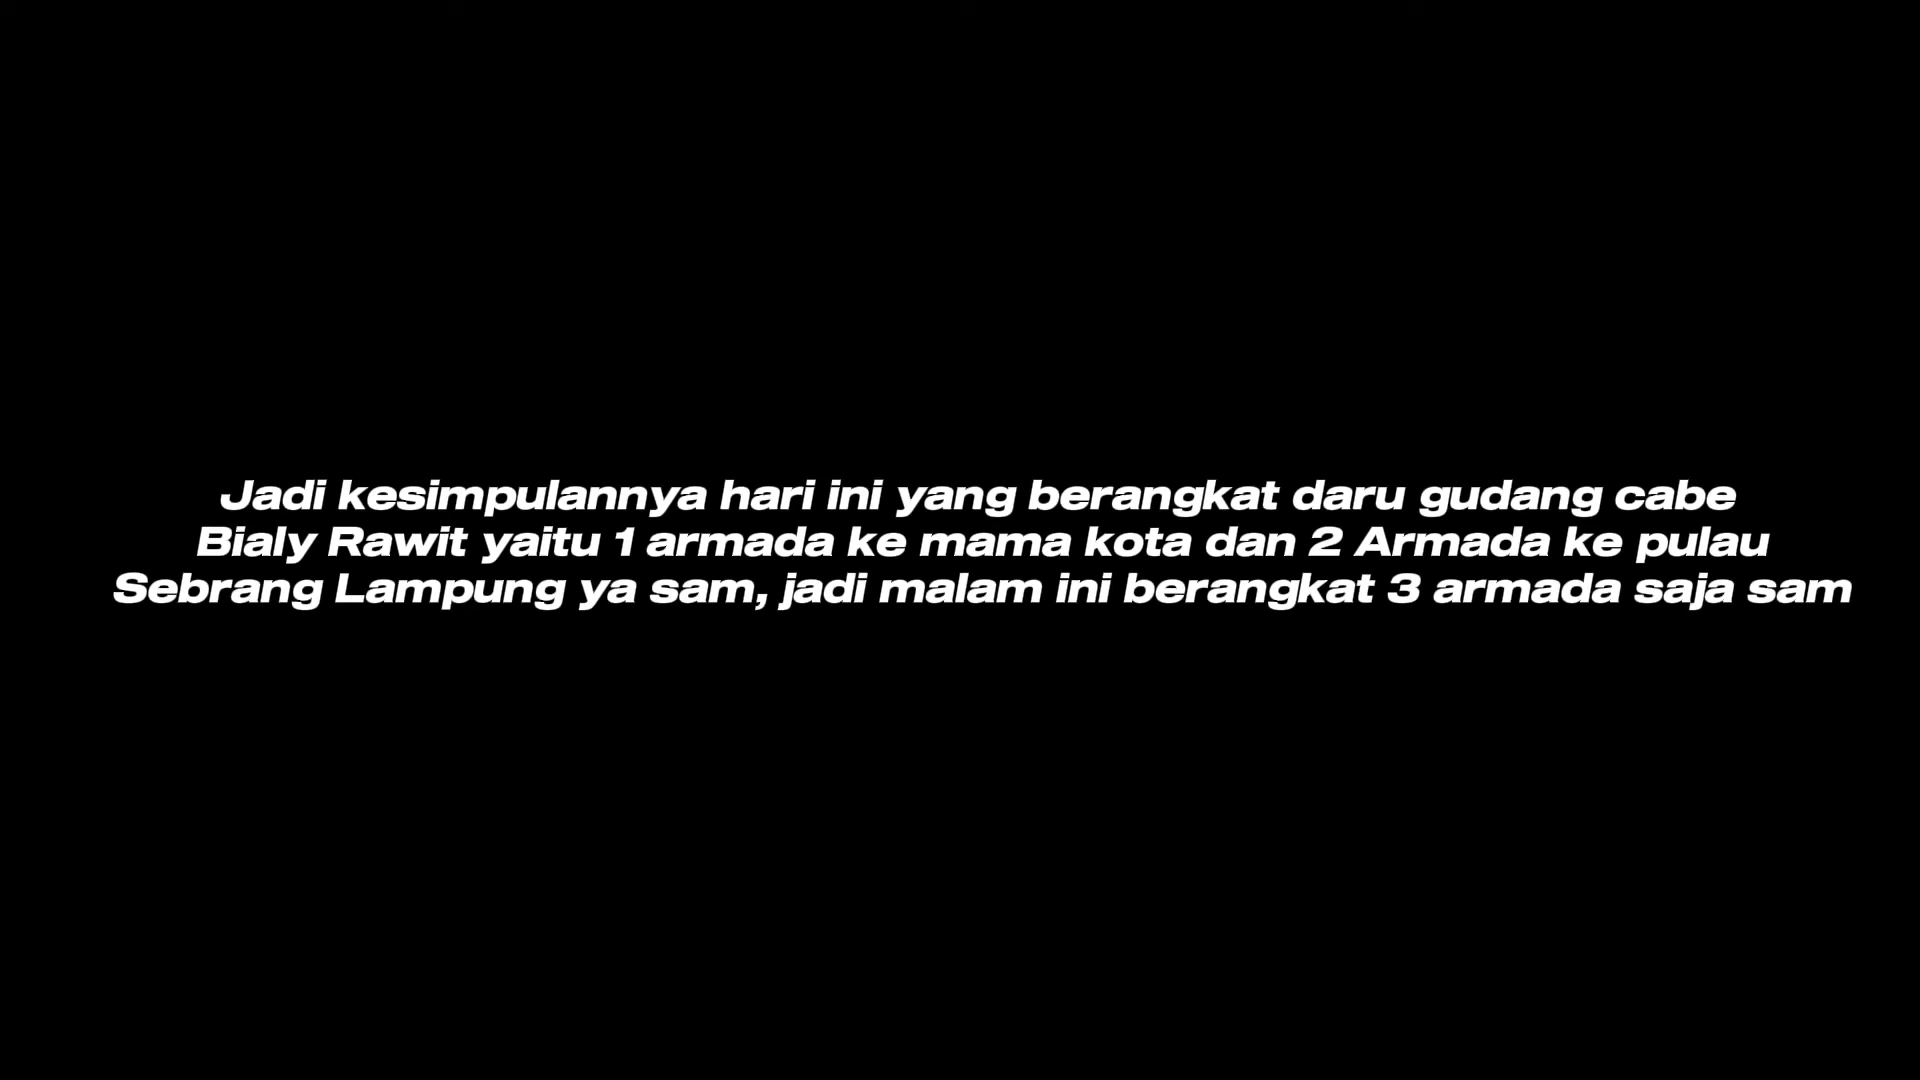 Jadi kesimpulannya hari ini yang berangkat daru gudang cabe
Bialy Rawit yaitu 1 armada ke mama kota dan 2 Armada ke pulau
Sebrang Lampung ya sam, jadi malam ini berangkat 3 armada saja sam